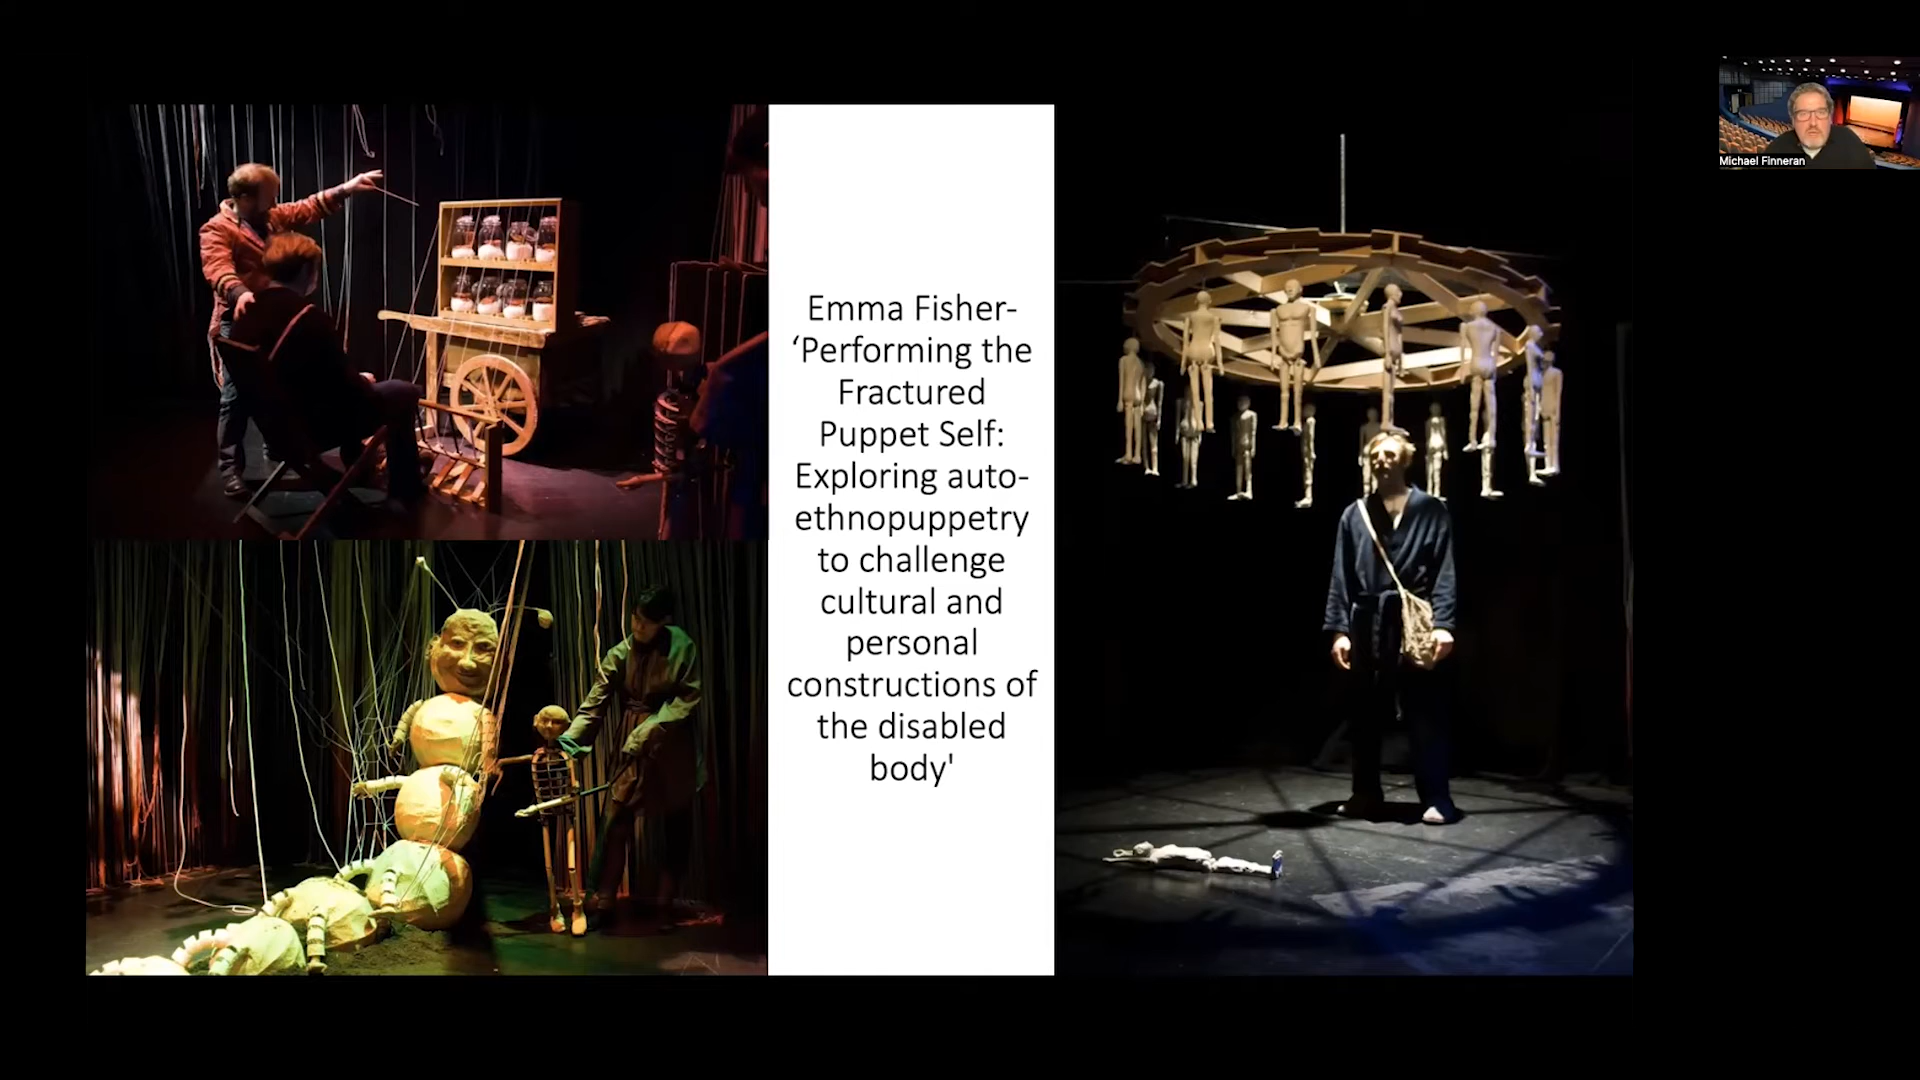 Emma Fisher-
‘Performing the
Fractured
Puppet Self:
Exploring auto-
ethnopuppetry
to challenge
cultural and
personal
constructions of
the disabled
body'
Michael Finneran